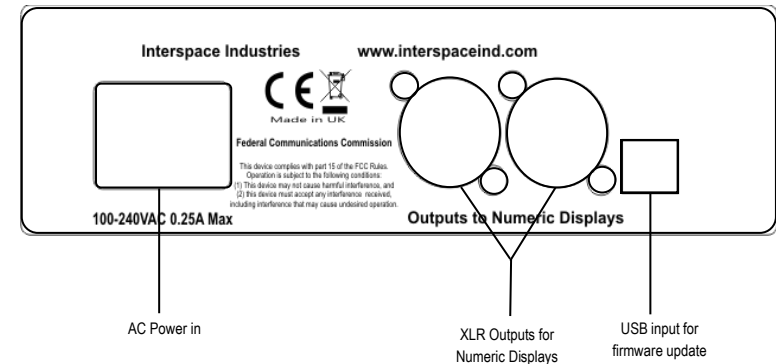 Interspace Industries
www.interspaceind.com
CE
Made in UK
Federal Communications Commission
This device complies with part 15 of the FCC Rules.
Operation is subject to the following conditions:
(1) This device may not cause harmful interference, and
(2) this device must accept any interference received,
including interference that may cause undesired operation.
100-240VAC 0.25A Max
Outputs to Numeric Displays
AC Power in
XLR Outputs for
Numeric Displays
USB input for
firmware update